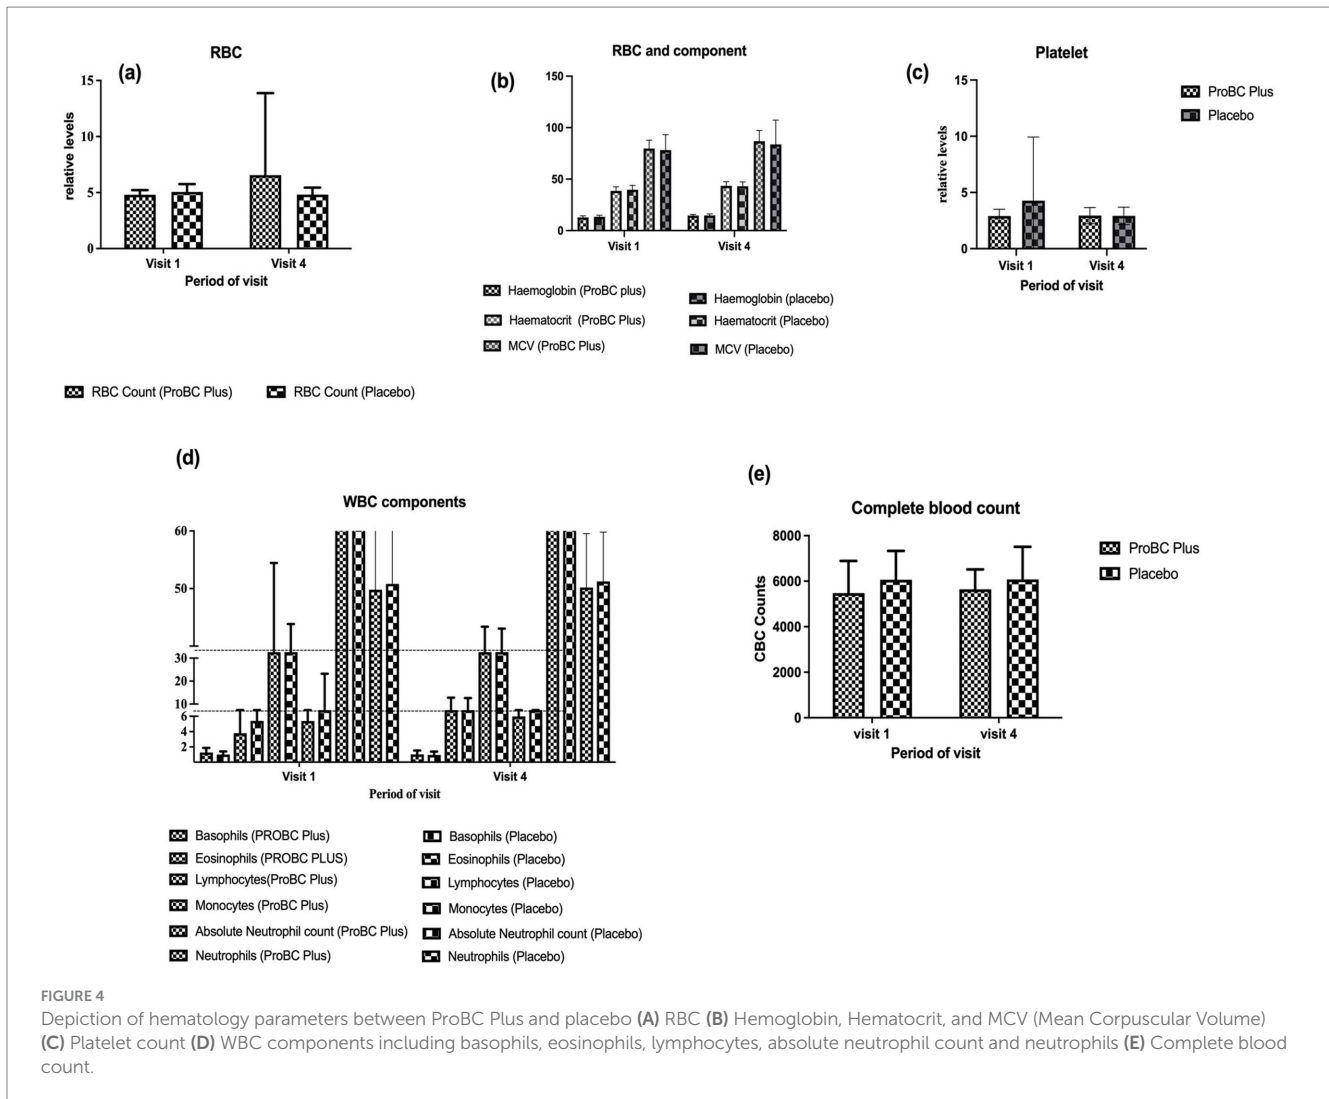 RBC
(a)
15
10
5
0
relative levels
Visit 1
Visit 4
Period of visit
RBC Count (ProBC Plus)
RBC Count (Placebo)
RBC and component
(b)
150
100
50
0
Visit 1
Visit 4
Haemoglobin (ProBC plus)
Haemoglobin (placebo)
Haematocrit (ProBC Plus)
Haematocrit (Placebo)
MCV (ProBC Plus)
MCV (Placebo)
Platelet
(c)
15
10
5
0
relative levels
Visit 1
Visit 4
Period of visit
ProBC Plus
Placebo
(d)
WBC components
60
50
30
20
10
6
4
2
Visit 1
Visit 4
Period of visit
Basophils (PROBC Plus)
Basophils (Placebo)
Eosinophils (PROBC PLUS)
Eosinophils (Placebo)
Lymphocytes(ProBC Plus)
Lymphocytes (Placebo)
Monocytes (ProBC Plus)
Monocytes (Placebo)
Absolute Neutrophil count (ProBC Plus)
Absolute Neutrophil count (Placebo)
Neutrophils (ProBC Plus)
Neutrophils (Placebo)
(e)
Complete blood count
8000
6000
4000
2000
0
CBC Counts
visit 1
visit 4
Period of visit
ProBC Plus
Placebo
FIGURE 4
Depiction of hematology parameters between ProBC Plus and placebo (A) RBC (B) Hemoglobin, Hematocrit, and MCV (Mean Corpuscular Volume)
(C) Platelet count (D) WBC components including basophils, eosinophils, lymphocytes, absolute neutrophil count and neutrophils (E) Complete blood
count.